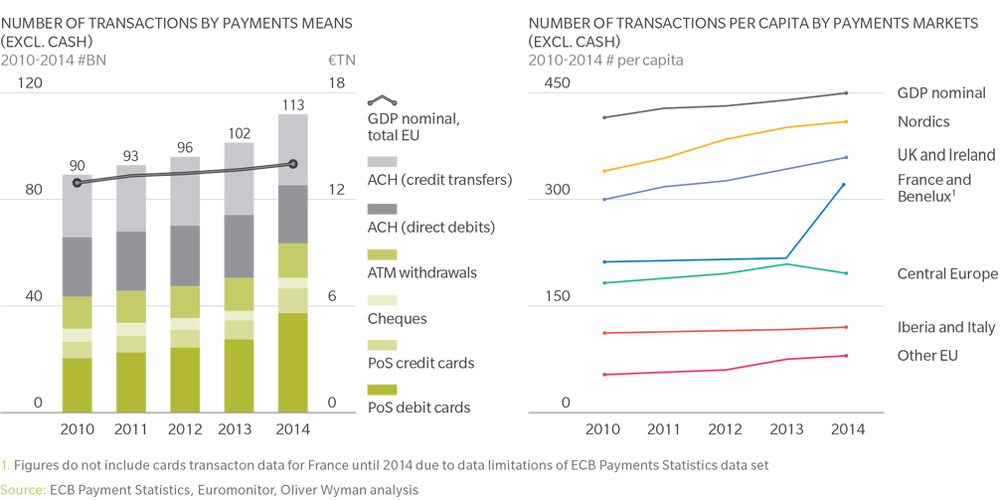 NUMBER OF TRANSACTIONS BY PAYMENTS MEANS
(EXCL. CASH)
2010-2014 #BN
€TN
120
18
80
12
40
6
0
0
90
93
96
102
113
2010
2011
2012
2013
2014
GDP nominal,
total EU
ACH (credit transfers)
ACH (direct debits)
ATM withdrawals
Cheques
PoS credit cards
PoS debit cards
NUMBER OF TRANSACTIONS PER CAPITA BY PAYMENTS MARKETS
(EXCL. CASH)
2010-2014 # per capita
450
300
150
0
2010
2011
2012
2013
2014
GDP nominal
Nordics
UK and Ireland
France and
Benelux¹
Central Europe
Iberia and Italy
Other EU
1. Figures do not include cards transacton data for France until 2014 due to data limitations of ECB Payments Statistics data set
Source: ECB Payment Statistics, Euromonitor, Oliver Wyman analysis